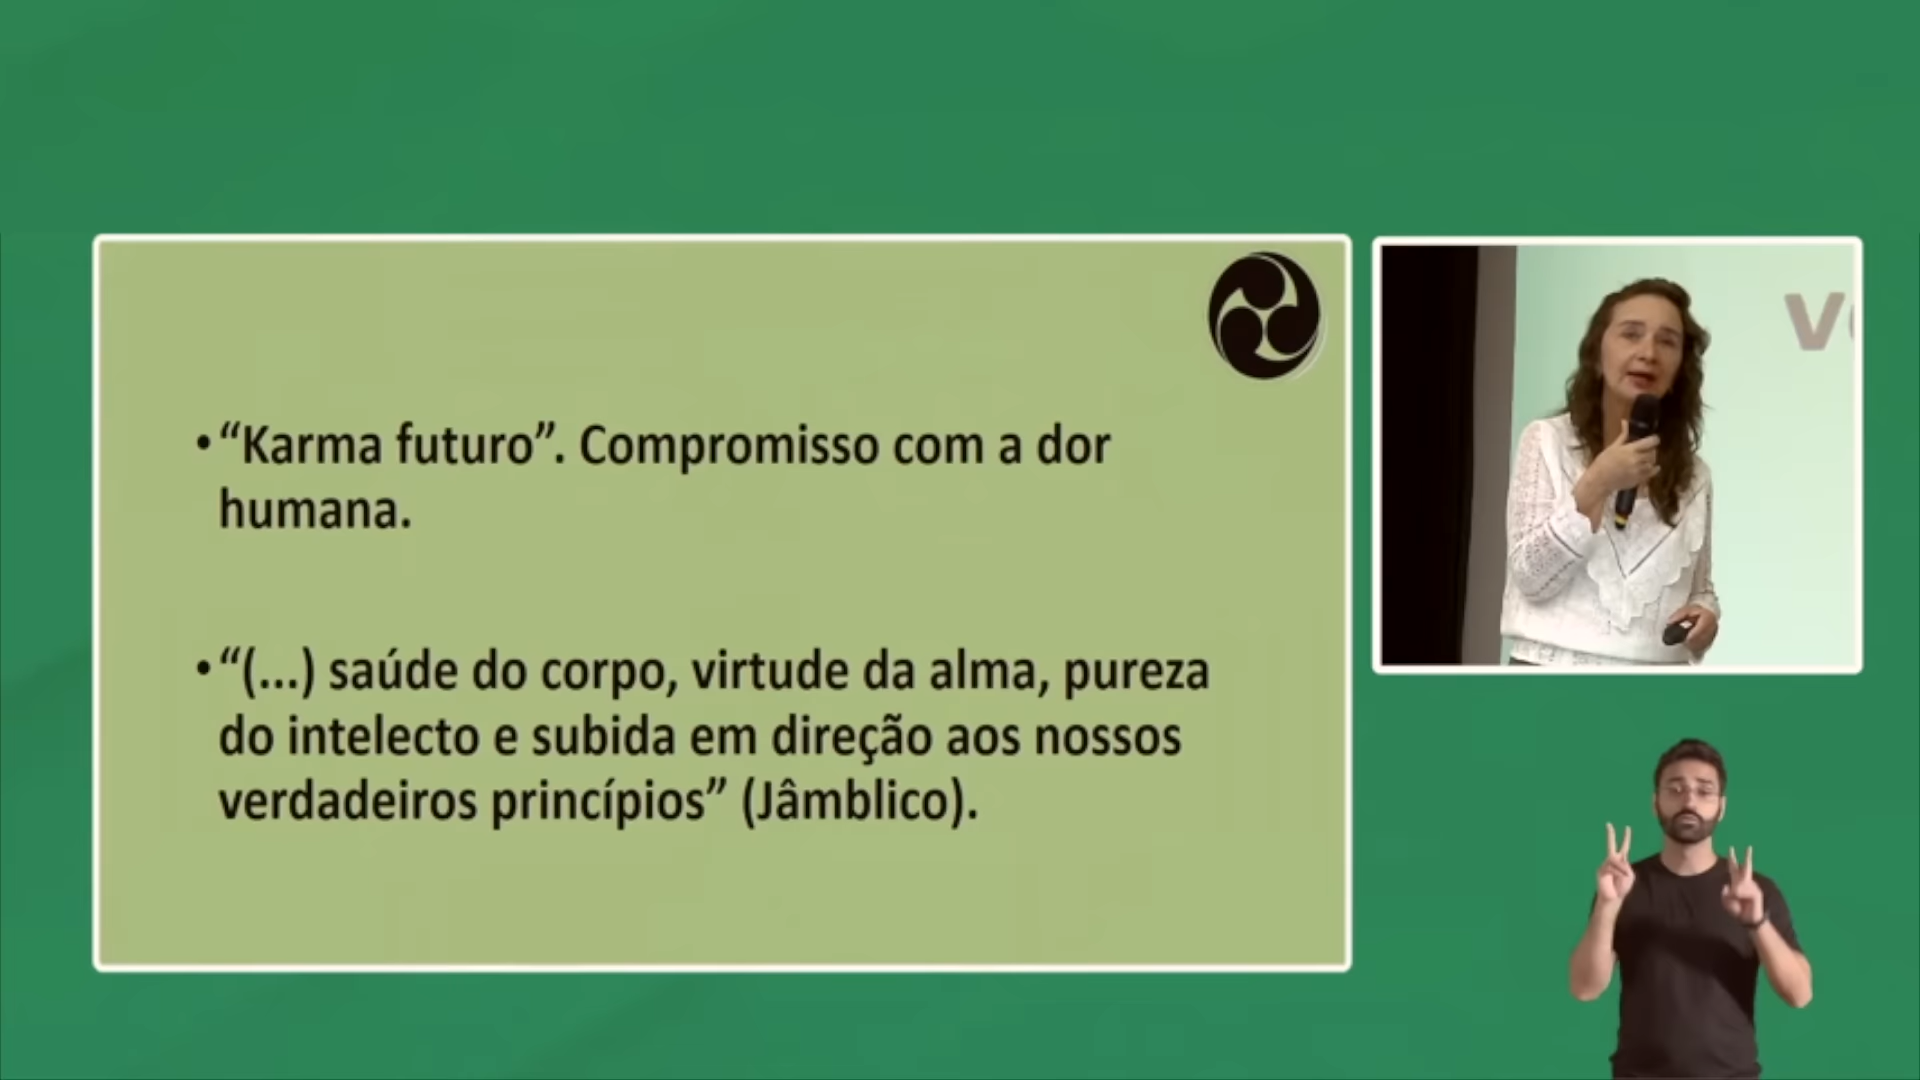 • “Karma futuro”. Compromisso com a dor
humana.
• “(...) saúde do corpo, virtude da alma, pureza
do intelecto e subida em direção aos nossos
verdadeiros princípios” (Jâmblico).